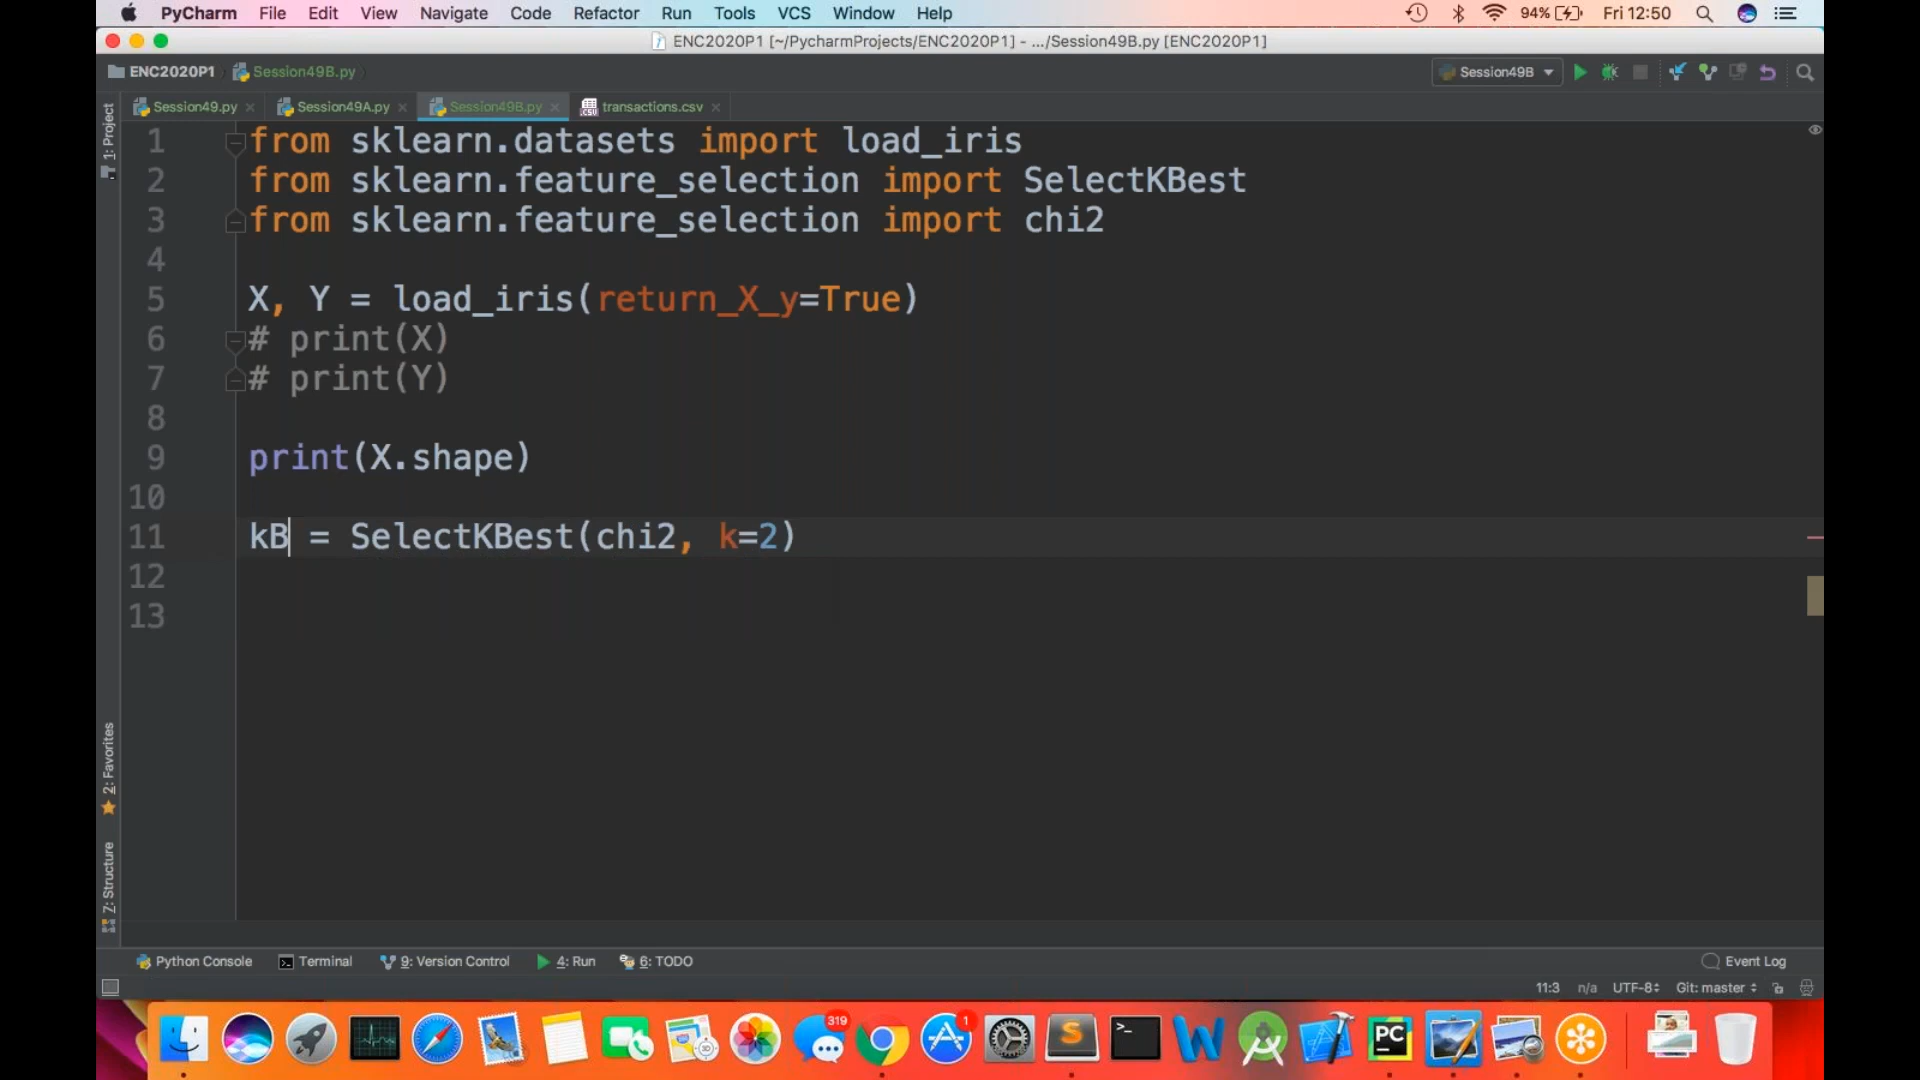 PyCharm File Edit View Navigate Code Refactor Run Tools VCS Window Help 94% Fri 12:50
ENC2020P1 [~/PycharmProjects/ENC2020P1] - .../Session49B.py [ENC2020P1]
ENC2020P1 Session49B.py Session49B
Session49.py Session49A.py Session49B.py transactions.csv
1: Project
1 from sklearn.datasets import load_iris
2 from sklearn.feature_selection import SelectKBest
3 from sklearn.feature_selection import chi2
4
5 X, Y = load_iris(return_X_y=True)
6 # print(X)
7 # print(Y)
8
9 print(X.shape)
10
11 kB = SelectKBest(chi2, k=2)
12
13
2: Favorites
Z: Structure
Python Console Terminal 9: Version Control 4: Run 6: TODO Event Log
11:3 n/a UTF-8 Git: master
319 1
PC